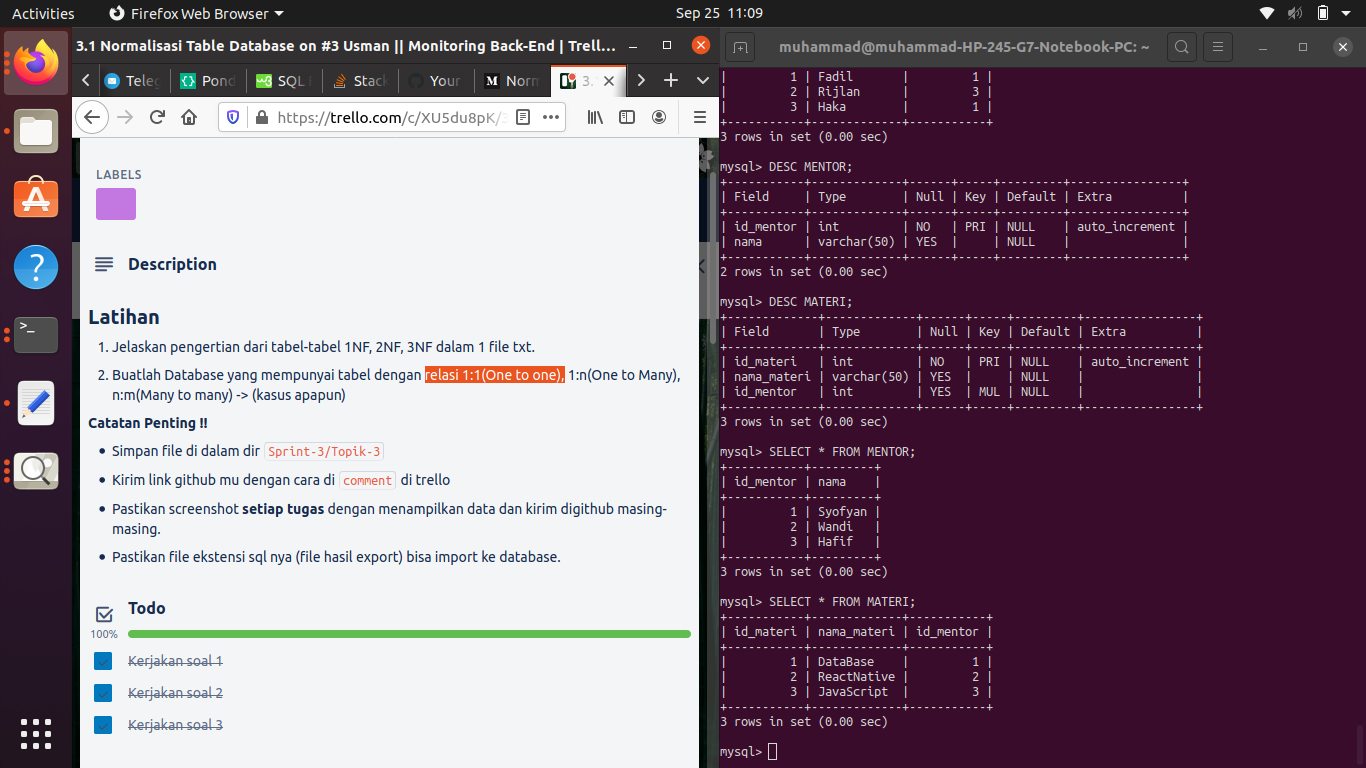 Activities
Firefox Web Browser
Sep 25 11:09
3.1 Normalisasi Table Database on #3 Usman || Monitoring Back-End | Trell…
Teleg
Pond
SQL
Stack
Your
Norm
3.
https://trello.com/c/XU5du8pK/3
LABELS
Description
Latihan
1. Jelaskan pengertian dari tabel-tabel 1NF, 2NF, 3NF dalam 1 file txt.
2. Buatlah Database yang mempunyai tabel dengan relasi 1:1(One to one), 1:n(One to Many),
n:m(Many to many) -> (kasus apapun)
Catatan Penting !!
• Simpan file di dalam dir Sprint-3/Topik-3
• Kirim link github mu dengan cara di comment di trello
• Pastikan screenshot setiap tugas dengan menampilkan data dan kirim digithub masing-
masing.
• Pastikan file ekstensi sql nya (file hasil export) bisa import ke database.
Todo
100%
Kerjakan soal 1
Kerjakan soal 2
Kerjakan soal 3
muhammad@muhammad-HP-245-G7-Notebook-PC: ~
| 1 | Fadil | 1 |
| 2 | Rijlan | 3 |
| 3 | Haka | 1 |
+-----------+------------+-----------+
3 rows in set (0.00 sec)
mysql> DESC MENTOR;
+-----------+-------------+------+-----+---------+----------------+
| Field | Type | Null | Key | Default | Extra |
+-----------+-------------+------+-----+---------+----------------+
| id_mentor | int | NO | PRI | NULL | auto_increment |
| nama | varchar(50) | YES | | NULL | |
+-----------+-------------+------+-----+---------+----------------+
2 rows in set (0.00 sec)
mysql> DESC MATERI;
+-------------+-------------+------+-----+---------+----------------+
| Field | Type | Null | Key | Default | Extra |
+-------------+-------------+------+-----+---------+----------------+
| id_materi | int | NO | PRI | NULL | auto_increment |
| nama_materi | varchar(50) | YES | | NULL | |
| id_mentor | int | YES | MUL | NULL | |
+-------------+-------------+------+-----+---------+----------------+
3 rows in set (0.00 sec)
mysql> SELECT * FROM MENTOR;
+-----------+---------+
| id_mentor | nama |
+-----------+---------+
| 1 | Syofyan |
| 2 | Wandi |
| 3 | Hafif |
+-----------+---------+
3 rows in set (0.00 sec)
mysql> SELECT * FROM MATERI;
+-----------+-------------+-----------+
| id_materi | nama_materi | id_mentor |
+-----------+-------------+-----------+
| 1 | DataBase | 1 |
| 2 | ReactNative | 2 |
| 3 | JavaScript | 3 |
+-----------+-------------+-----------+
3 rows in set (0.00 sec)
mysql>